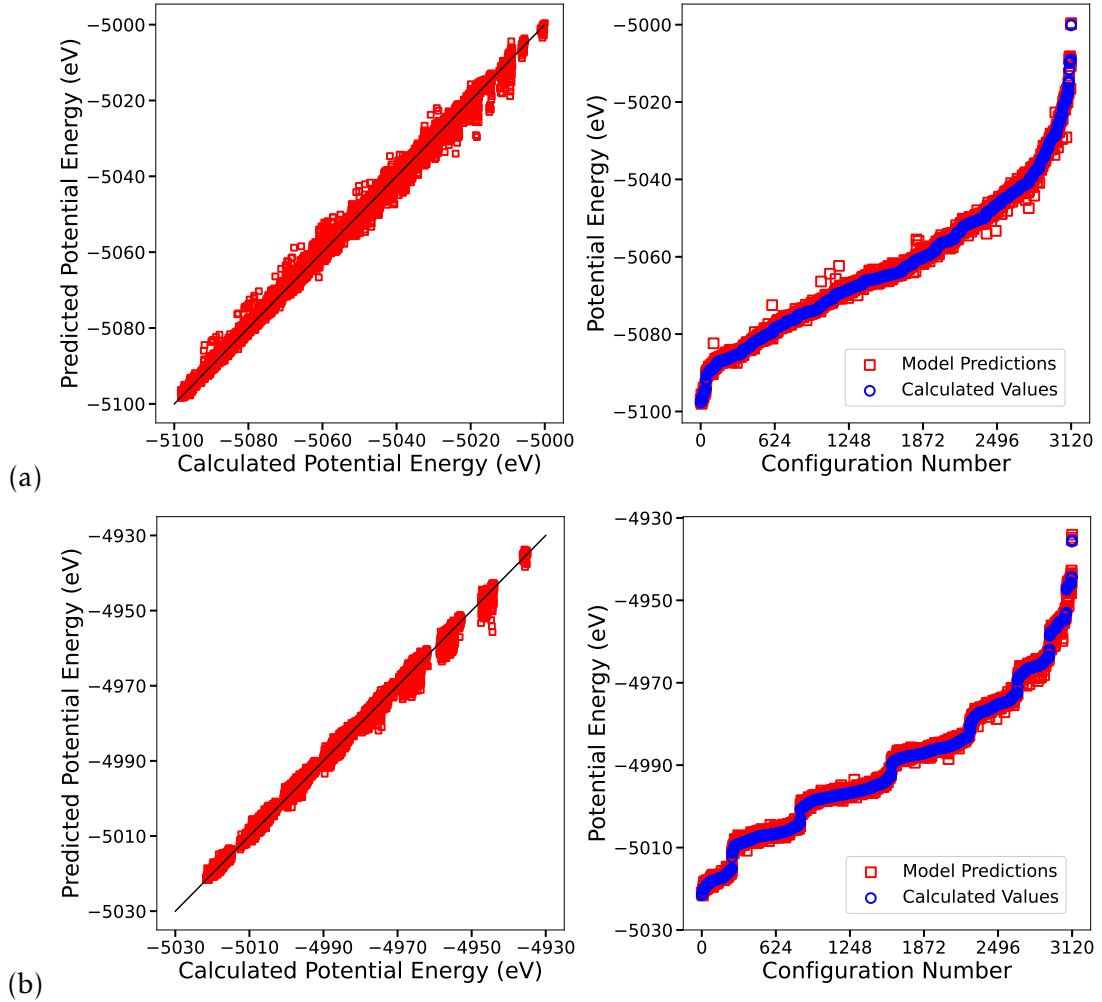 −5000
−5020
−5040
−5060
−5080
−5100
Predicted Potential Energy (eV)
−5100 −5080 −5060 −5040 −5020 −5000
Calculated Potential Energy (eV)
−5000
−5020
−5040
−5060
−5080
−5100
Potential Energy (eV)
Model Predictions
Calculated Values
0 624 1248 1872 2496 3120
Configuration Number
(a)
−4930
−4950
−4970
−4990
−5010
−5030
Predicted Potential Energy (eV)
−5030 −5010 −4990 −4970 −4950 −4930
Calculated Potential Energy (eV)
−4930
−4950
−4970
−4990
−5010
−5030
Potential Energy (eV)
Model Predictions
Calculated Values
0 624 1248 1872 2496 3120
Configuration Number
(b)